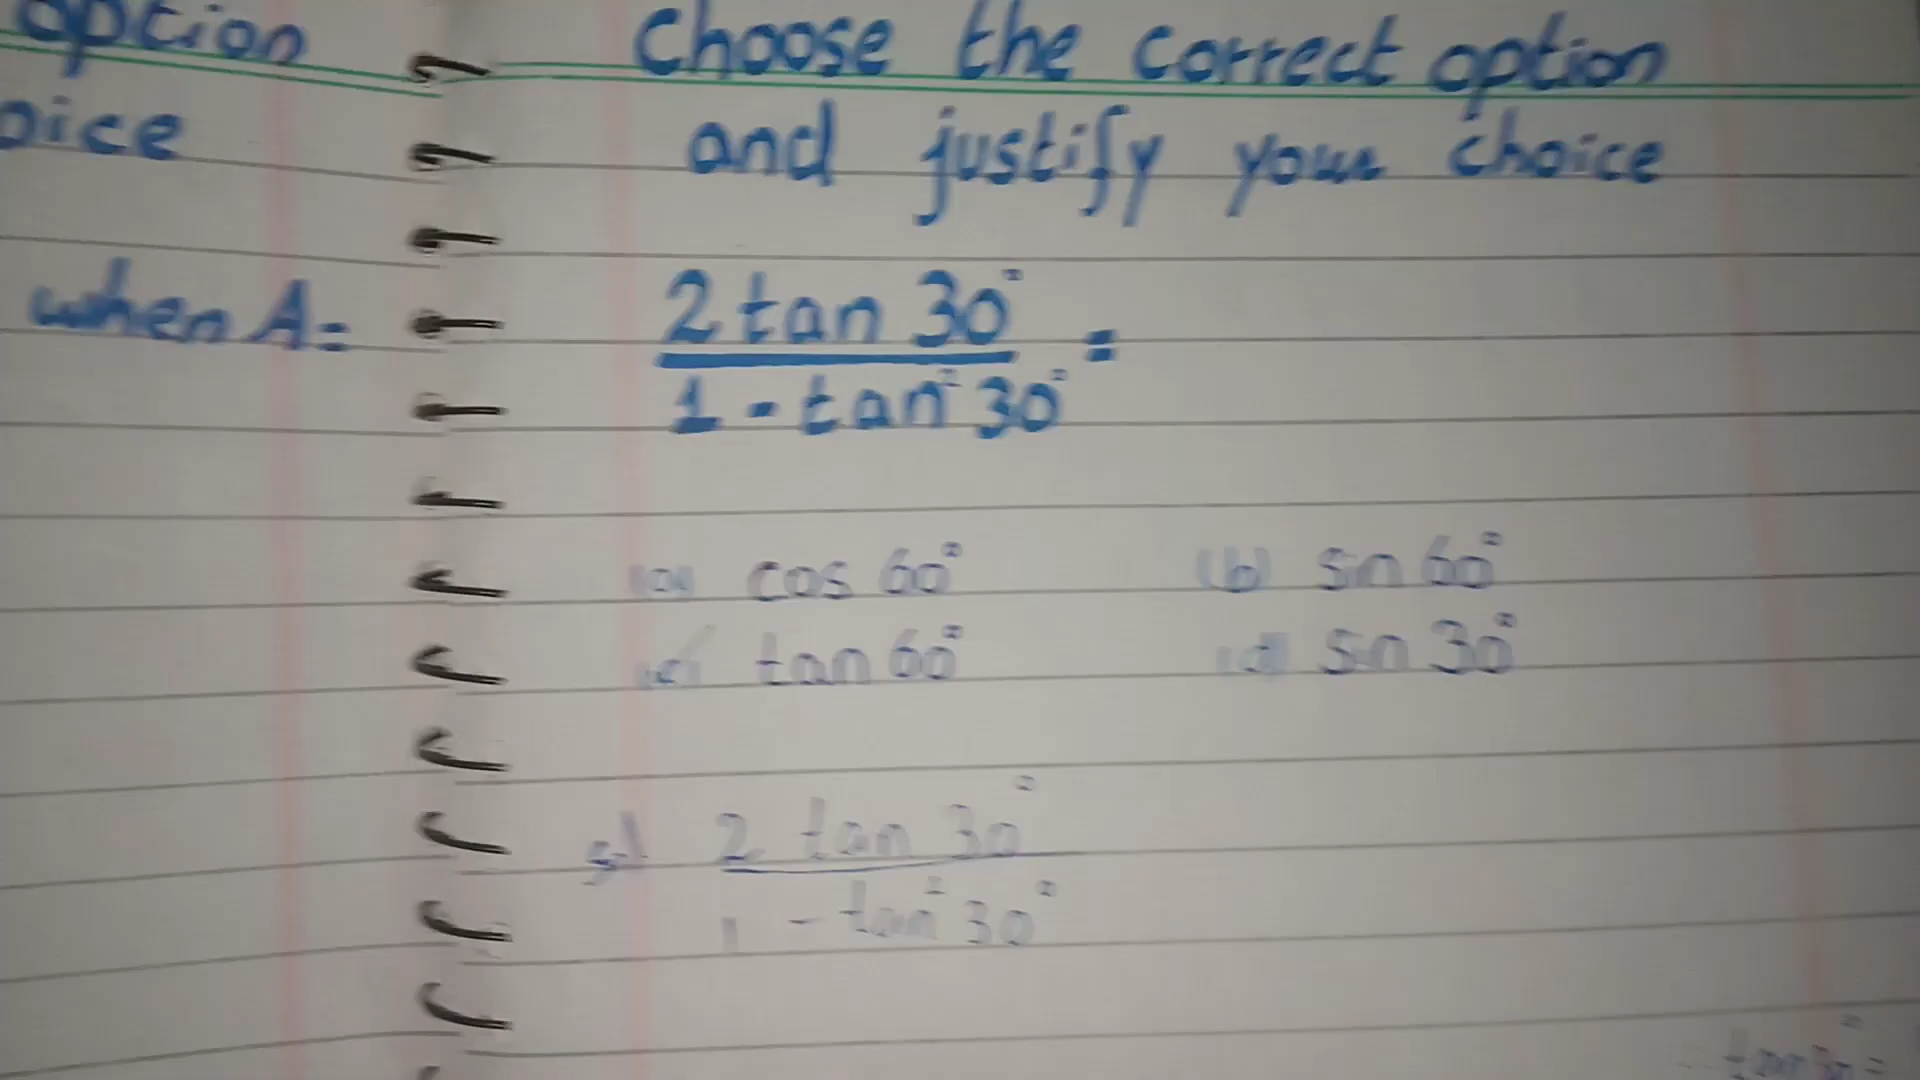 option
oice
when A=
Choose the correct option
and justify your choice
2 tan 30° =
1 - tan² 30°
(a) cos 60° (b) sin 60°
(c) tan 60° (d) sin 30°
sol 2 tan 30°
1 - tan² 30°